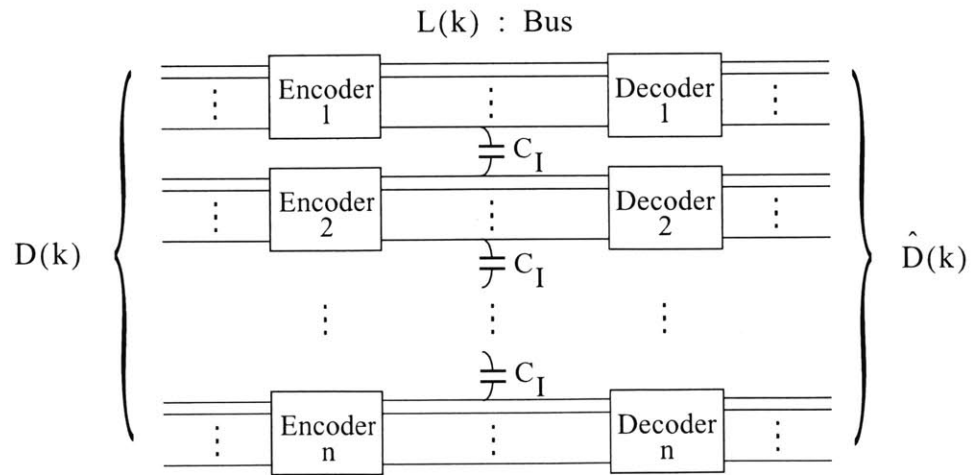 L(k) : Bus
Encoder
1
Decoder
1
C_I
Encoder
2
Decoder
2
D(k)
D̂(k)
C_I
C_I
Encoder
n
Decoder
n